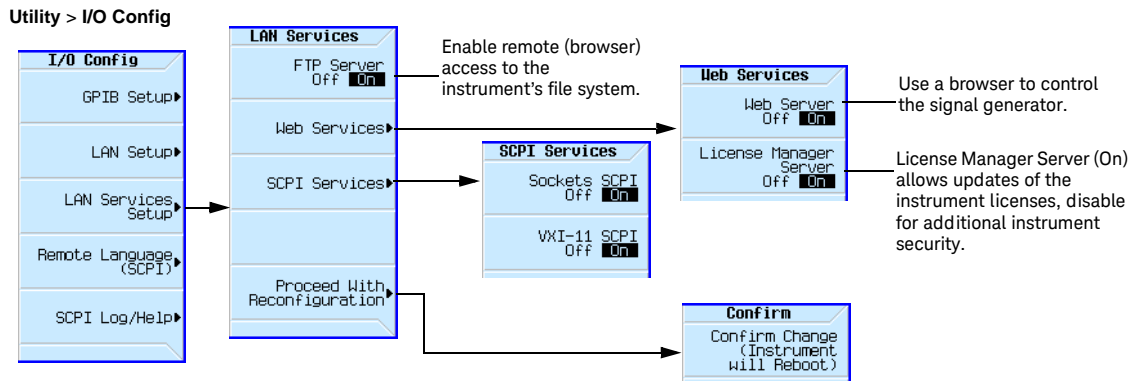 Utility > I/O Config
I/O Config
GPIB Setup
LAN Setup
LAN Services
Setup
Remote Language
(SCPI)
SCPI Log/Help
LAN Services
FTP Server
Off On
Web Services
SCPI Services
Proceed With
Reconfiguration
Enable remote (browser)
access to the
instrument's file system.
SCPI Services
Sockets SCPI
Off On
VXI-11 SCPI
Off On
Web Services
Web Server
Off On
License Manager
Server
Off On
Use a browser to control
the signal generator.
License Manager Server (On)
allows updates of the
instrument licenses, disable
for additional instrument
security.
Confirm
Confirm Change
(Instrument
will Reboot)